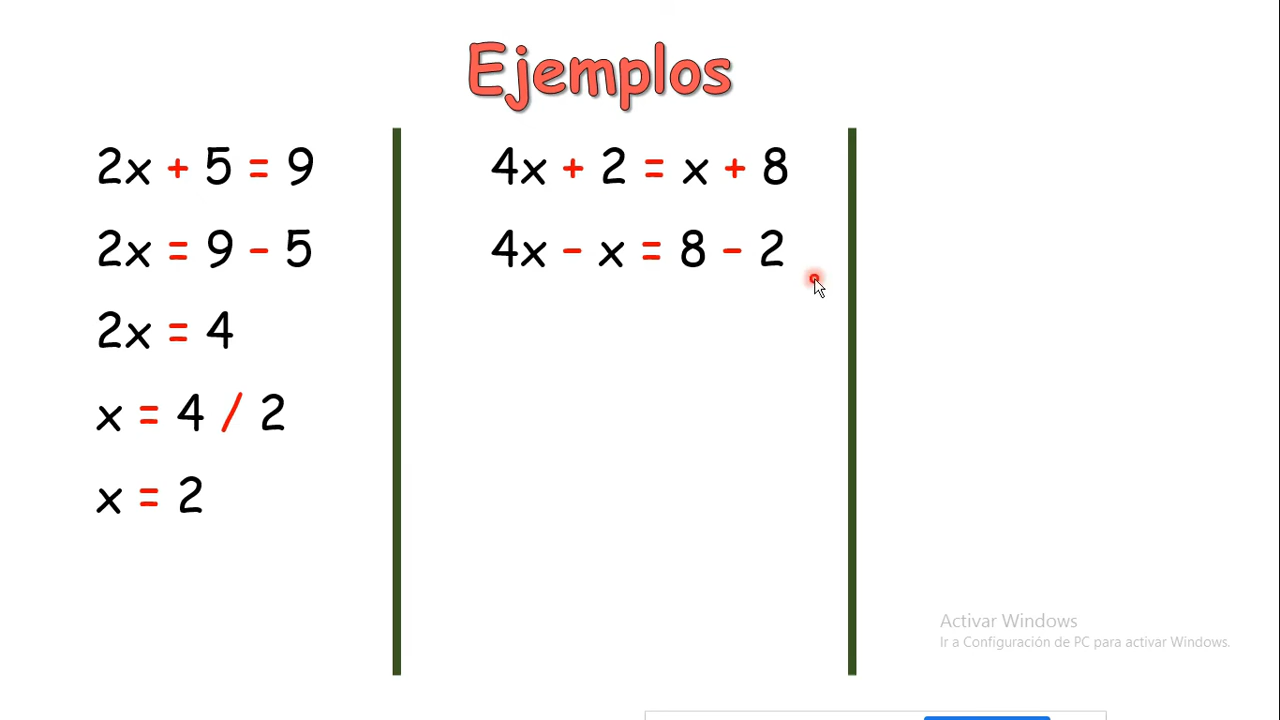 Ejemplos
2x + 5 = 9
2x = 9 - 5
2x = 4
x = 4 / 2
x = 2
4x + 2 = x + 8
4x - x = 8 - 2
Activar Windows
Ir a Configuración de PC para activar Windows.